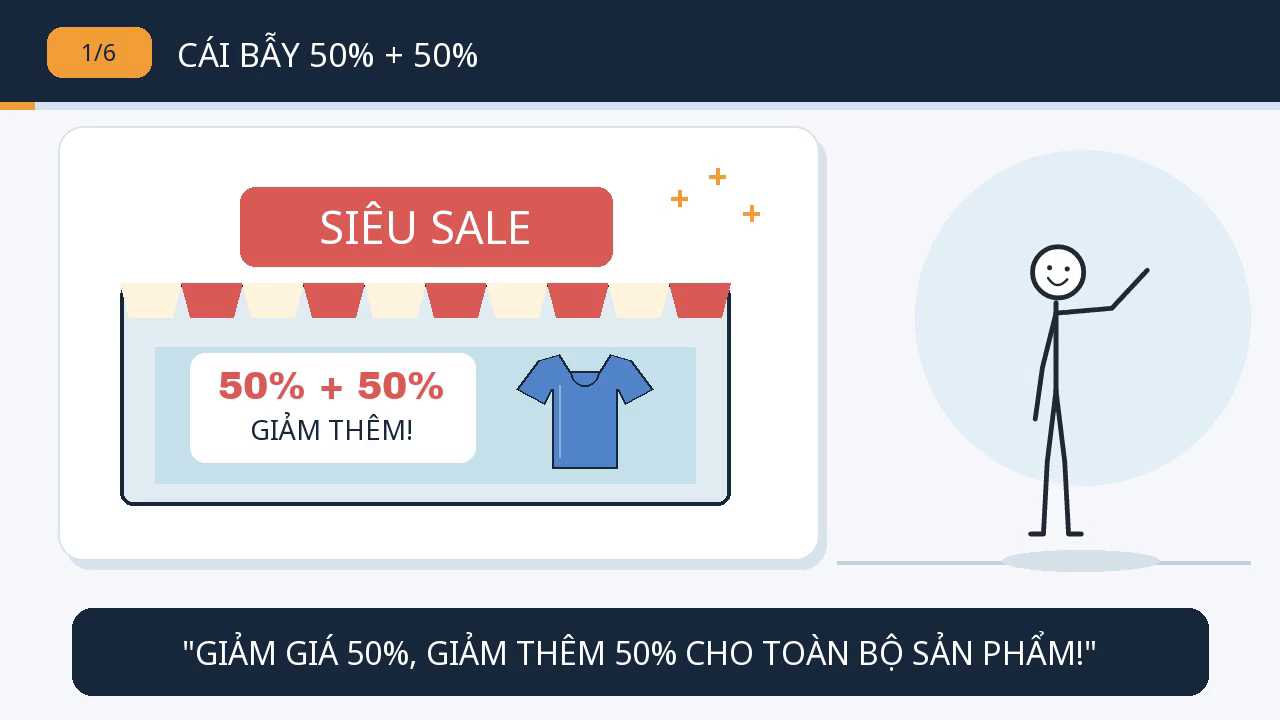 1/6
CÁI BẪY 50% + 50%
SIÊU SALE
50% + 50%
GIẢM THÊM!
"GIẢM GIÁ 50%, GIẢM THÊM 50% CHO TOÀN BỘ SẢN PHẨM!"